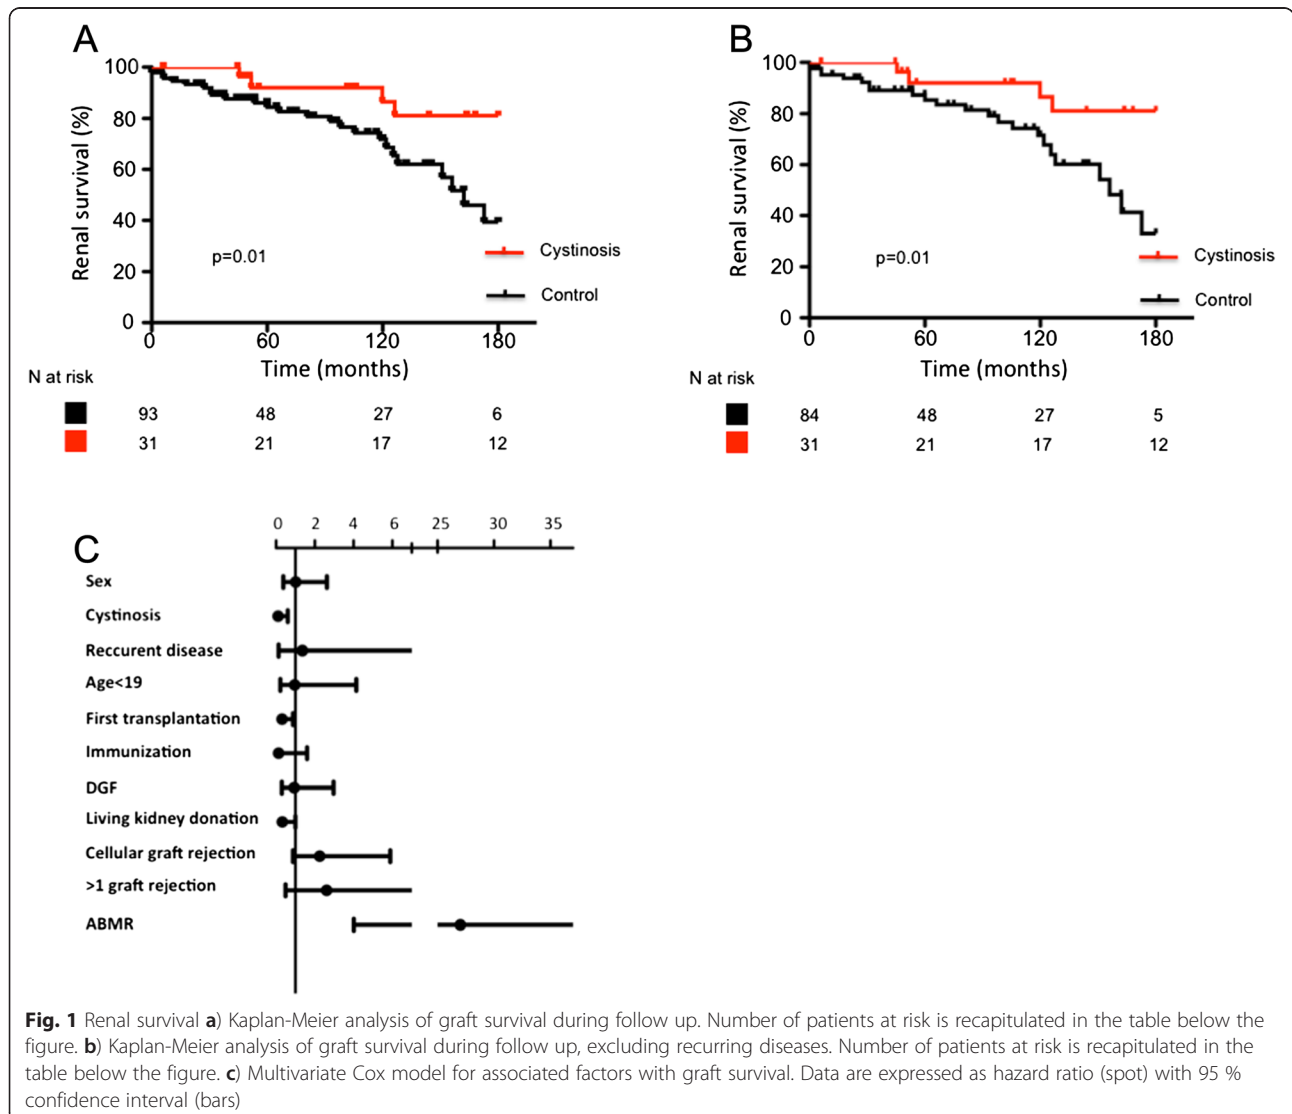 A
Renal survival (%)
100
80
60
40
20
0
p=0.01
Cystinosis
Control
0 60 120 180
Time (months)
N at risk
93 48 27 6
31 21 17 12
B
Renal survival (%)
100
80
60
40
20
0
p=0.01
Cystinosis
Control
0 60 120 180
Time (months)
N at risk
84 48 27 5
31 21 17 12
C
0 2 4 6 25 30 35
Sex
Cystinosis
Reccurent disease
Age<19
First transplantation
Immunization
DGF
Living kidney donation
Cellular graft rejection
>1 graft rejection
ABMR
Fig. 1 Renal survival a) Kaplan-Meier analysis of graft survival during follow up. Number of patients at risk is recapitulated in the table below the
figure. b) Kaplan-Meier analysis of graft survival during follow up, excluding recurring diseases. Number of patients at risk is recapitulated in the
table below the figure. c) Multivariate Cox model for associated factors with graft survival. Data are expressed as hazard ratio (spot) with 95 %
confidence interval (bars)